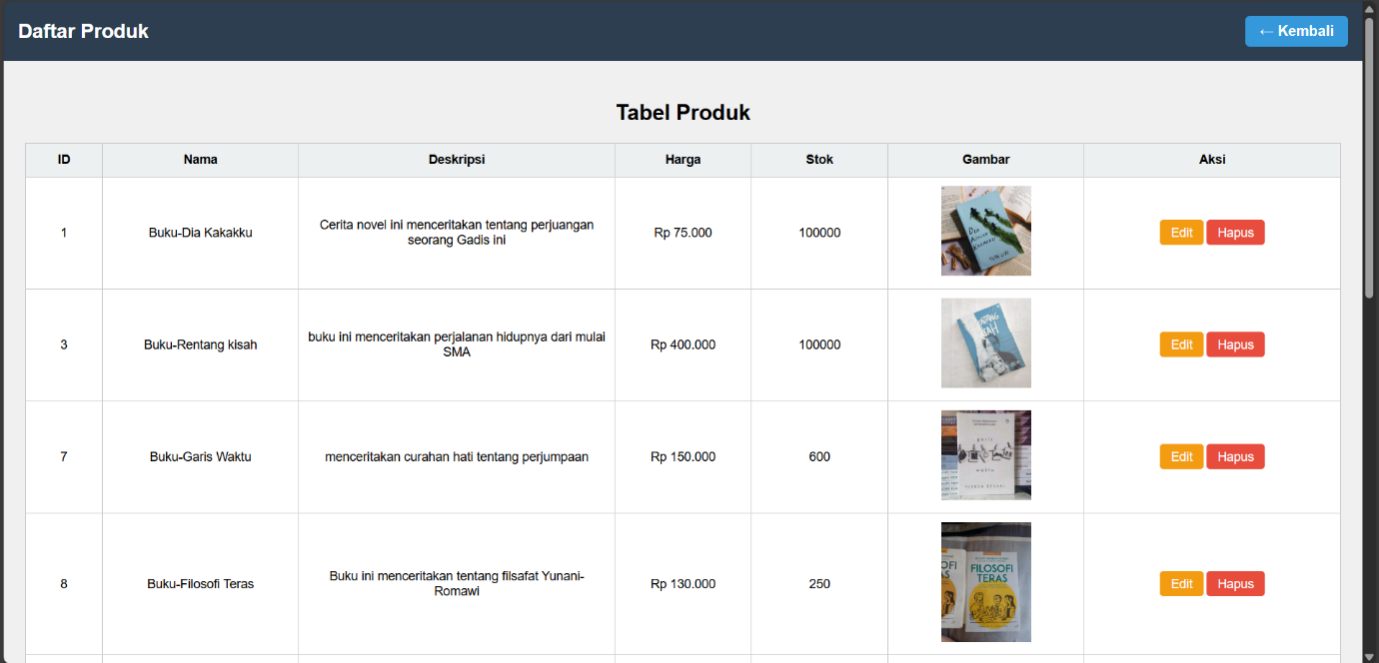 Daftar Produk
← Kembali
Tabel Produk
ID Nama Deskripsi Harga Stok Gambar Aksi
1 Buku-Dia Kakakku Cerita novel ini menceritakan tentang perjuangan seorang Gadis ini Rp 75.000 100000 Edit Hapus
3 Buku-Rentang kisah buku ini menceritakan perjalanan hidupnya dari mulai SMA Rp 400.000 100000 Edit Hapus
7 Buku-Garis Waktu menceritakan curahan hati tentang perjumpaan Rp 150.000 600 garis waktu Edit Hapus
8 Buku-Filosofi Teras Buku ini menceritakan tentang filsafat Yunani-Romawi Rp 130.000 250 FILOSOFI TERAS Edit Hapus